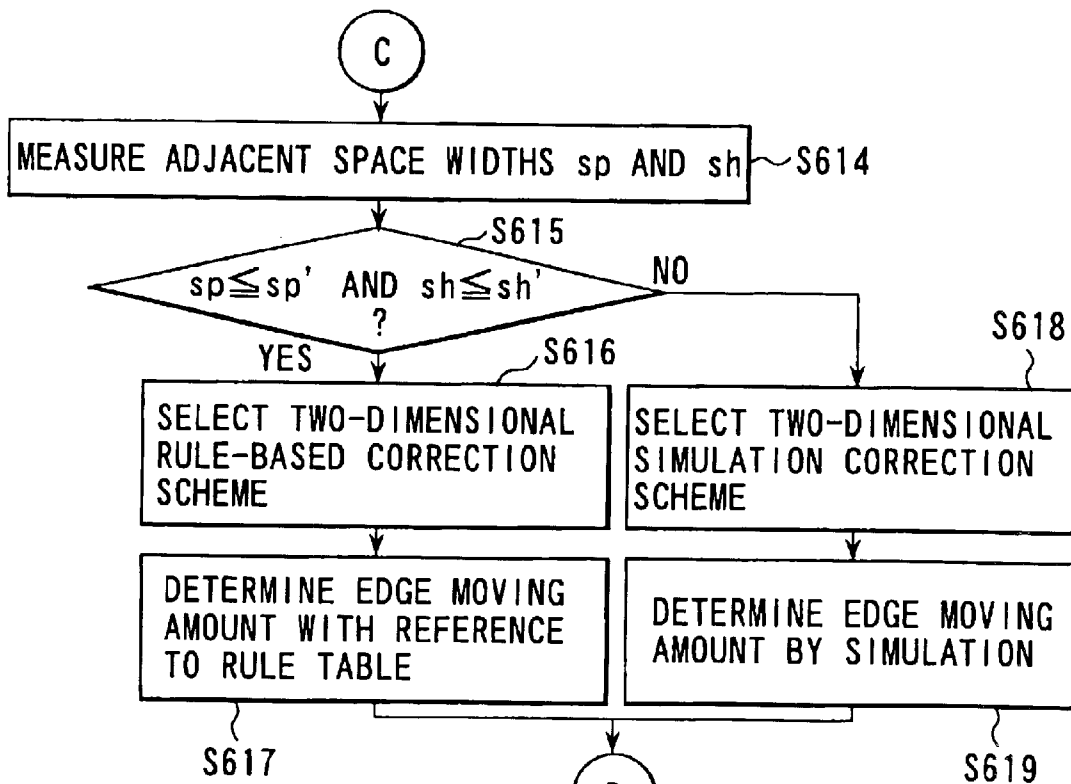 C
MEASURE ADJACENT SPACE WIDTHS sp AND sh
S614
S615
sp≦sp' AND sh≦sh'
?
NO
YES
S616
SELECT TWO-DIMENSIONAL
RULE-BASED CORRECTION
SCHEME
S618
SELECT TWO-DIMENSIONAL
SIMULATION CORRECTION
SCHEME
DETERMINE EDGE MOVING
AMOUNT WITH REFERENCE
TO RULE TABLE
S617
DETERMINE EDGE MOVING
AMOUNT BY SIMULATION
S619